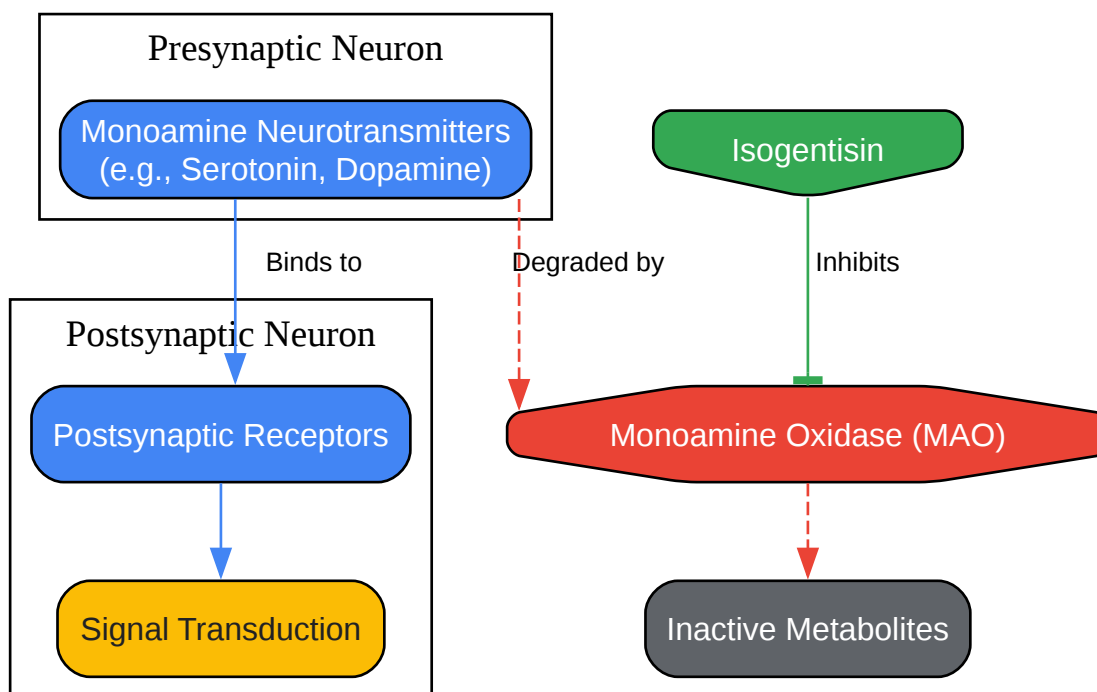 Presynaptic Neuron
Monoamine Neurotransmitters
(e.g., Serotonin, Dopamine)
Isogentisin
Binds to
Degraded by
Inhibits
Postsynaptic Neuron
Postsynaptic Receptors
Monoamine Oxidase (MAO)
Signal Transduction
Inactive Metabolites